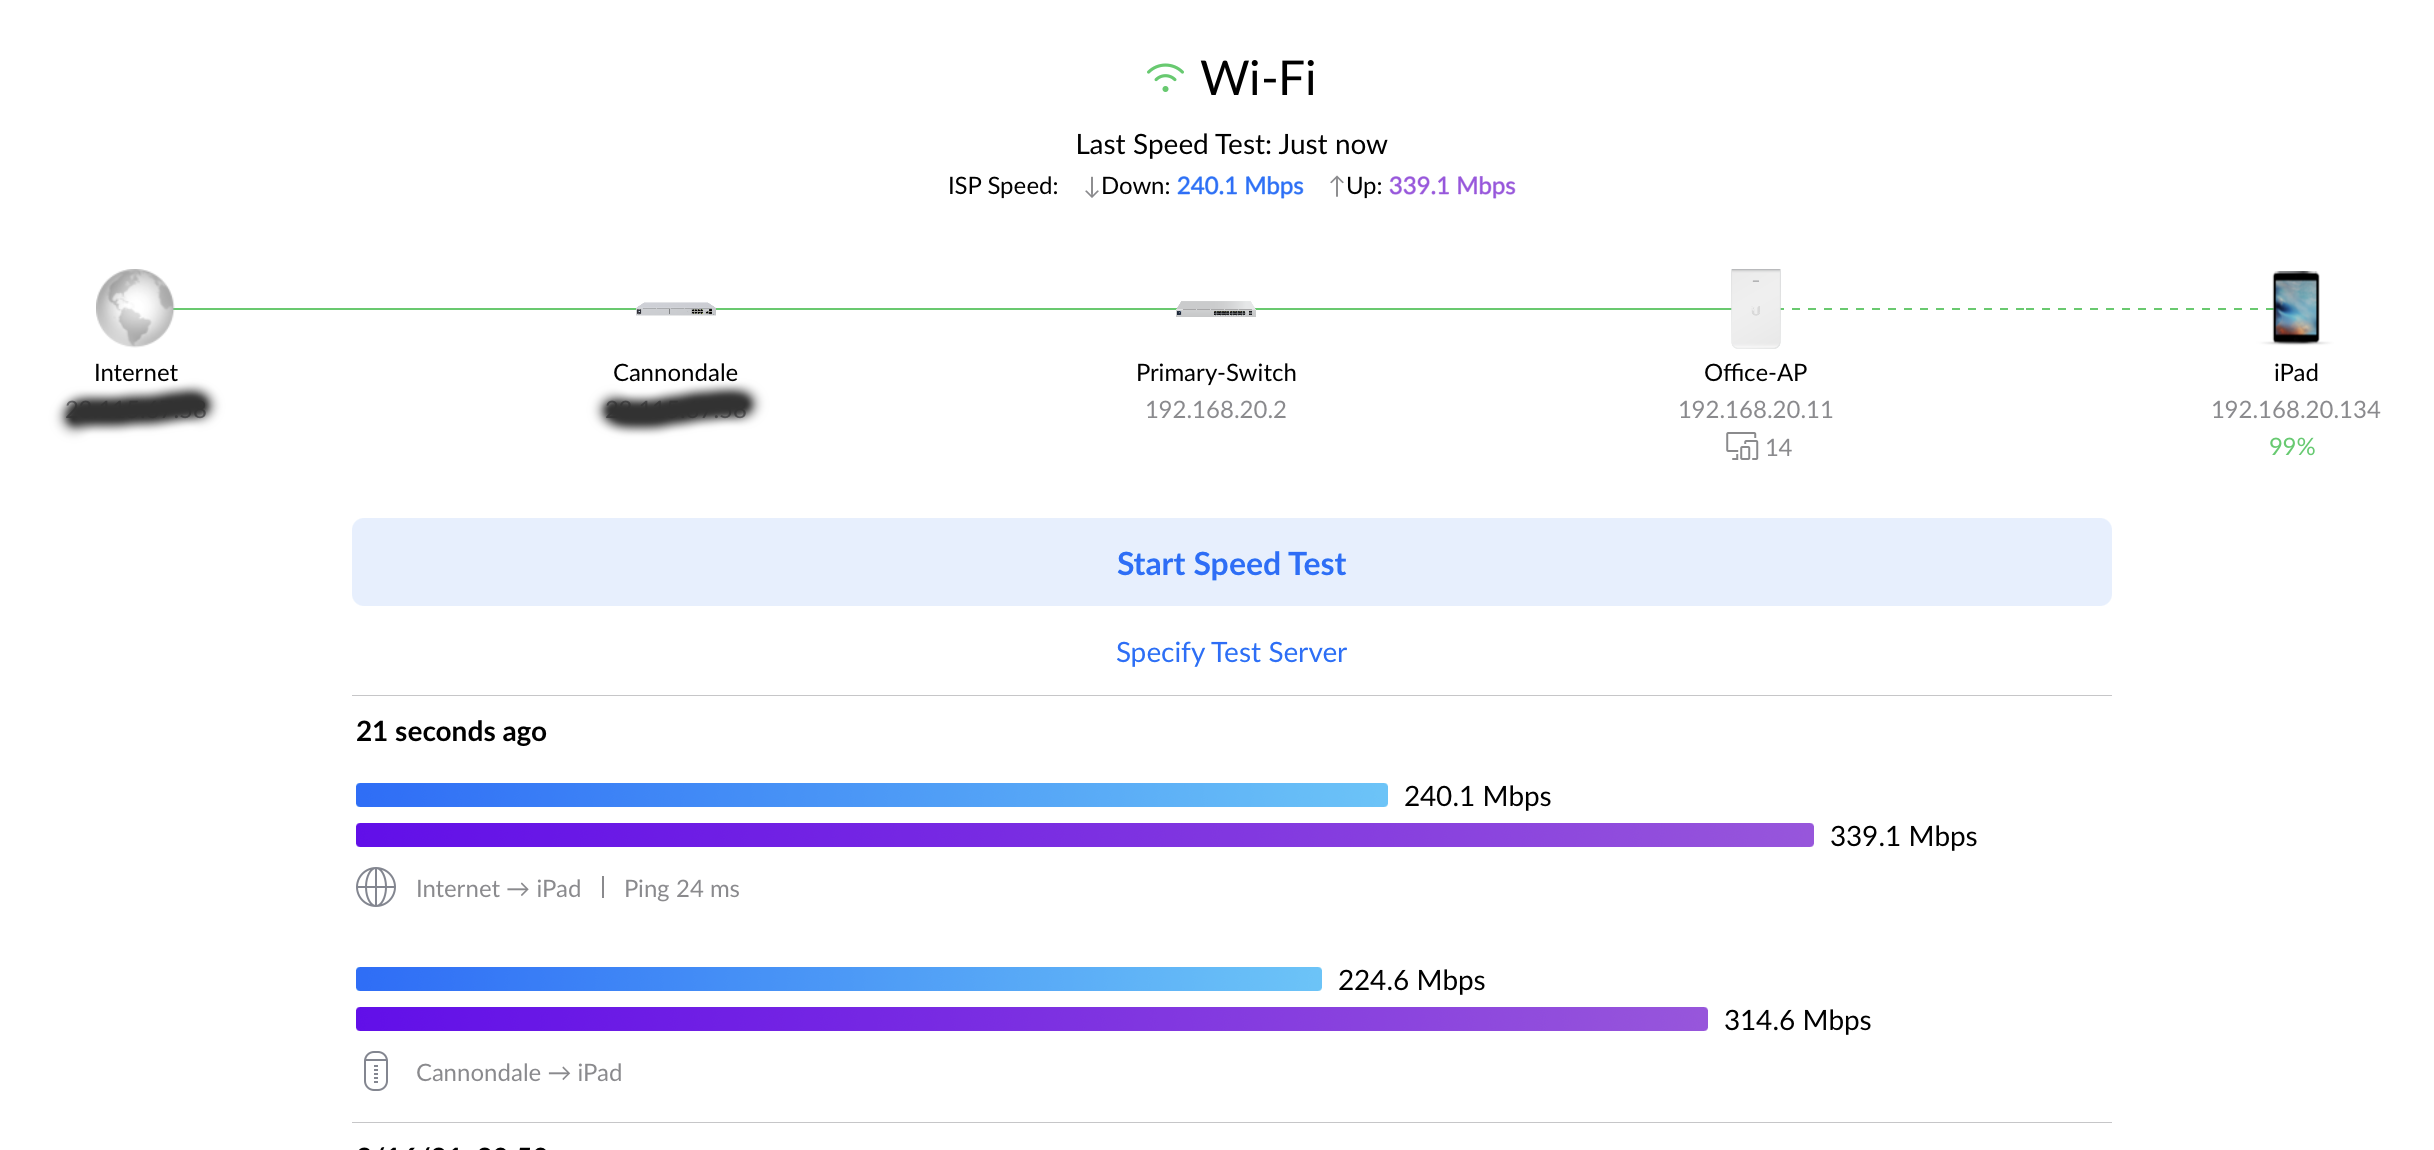 Wi-Fi
Last Speed Test: Just now
ISP Speed: ↓Down: 240.1 Mbps ↑Up: 339.1 Mbps
Internet
Cannondale
Primary-Switch
192.168.20.2
Office-AP
192.168.20.11
14
iPad
192.168.20.134
99%
Start Speed Test
Specify Test Server
21 seconds ago
240.1 Mbps
339.1 Mbps
Internet → iPad | Ping 24 ms
224.6 Mbps
314.6 Mbps
Cannondale → iPad